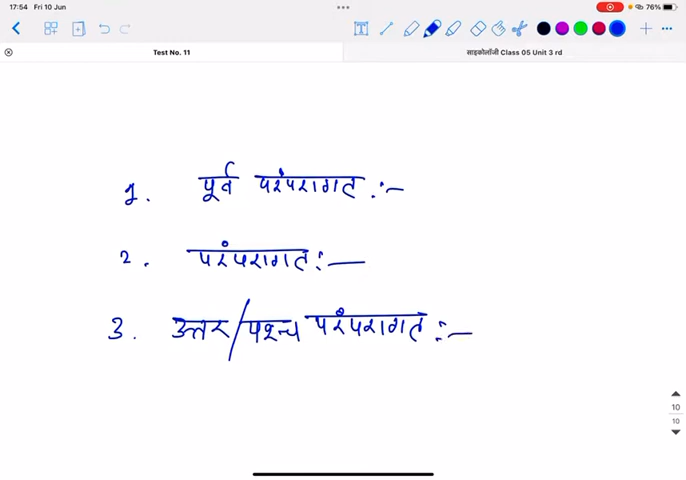 17:54 Fri 10 Jun
76%
Test No. 11
साइकोलॉजी Class 05 Unit 3 rd
1. पूर्व परंपरागत :-
2. परंपरागत :-
3. उत्तर/पश्च परंपरागत :-
10
10